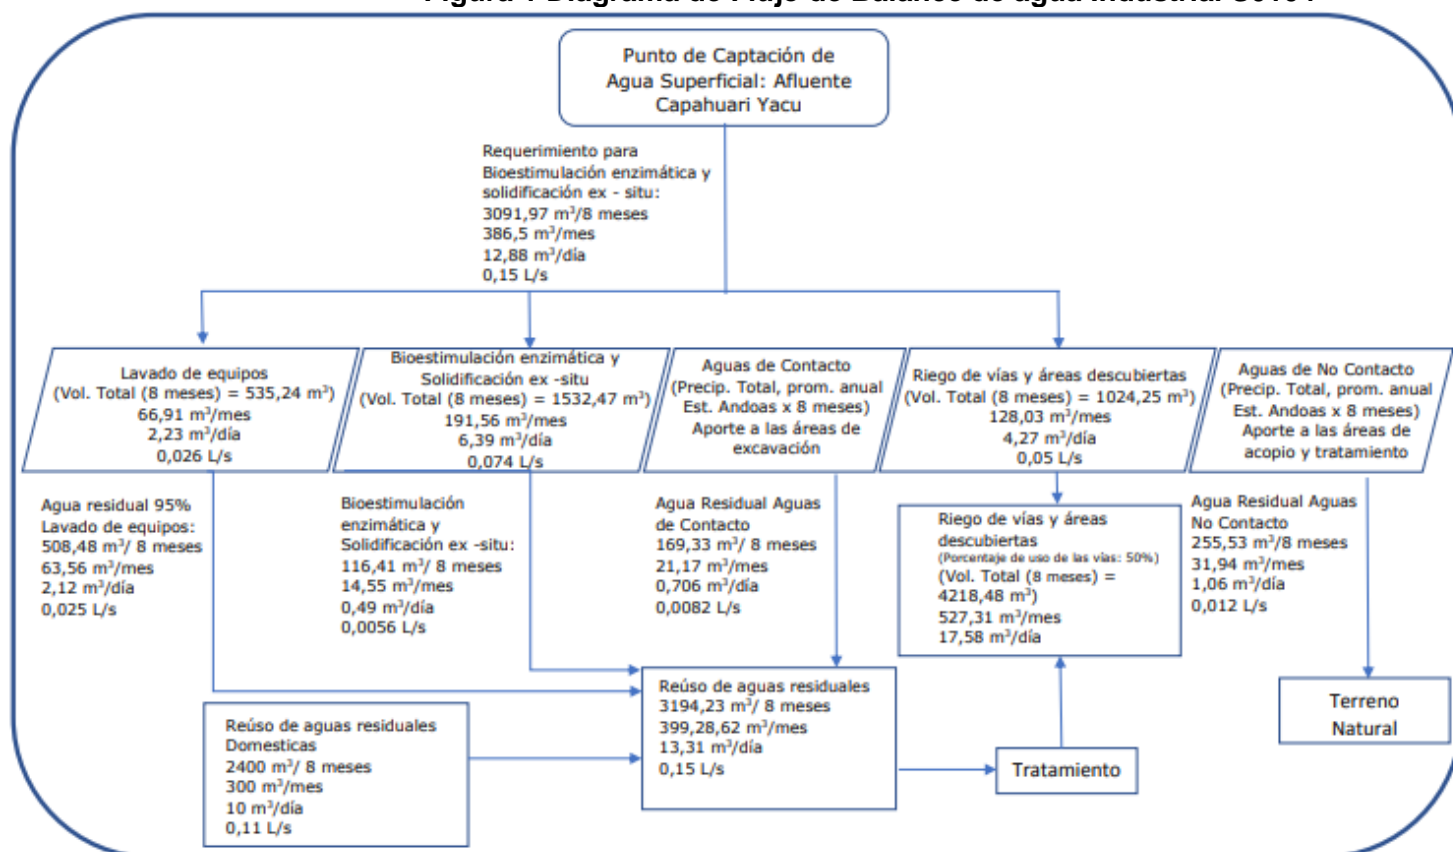 Figura 1 Diagrama de Flujo de Balance de agua Industrial
Punto de Captación de
Agua Superficial: Afluente
Capahuari Yacu
Requerimiento para
Bioestimulación enzimática y
solidificación ex - situ:
3091,97 m³/8 meses
386,5 m³/mes
12,88 m³/día
0,15 L/s
Lavado de equipos
(Vol. Total (8 meses) = 535,24 m³)
66,91 m³/mes
2,23 m³/día
0,026 L/s
Bioestimulación enzimática y
Solidificación ex -situ
(Vol. Total (8 meses) = 1532,47 m³)
191,56 m³/mes
6,39 m³/día
0,074 L/s
Aguas de Contacto
(Precip. Total, prom. anual
Est. Andoas x 8 meses)
Aporte a las áreas de
excavación
Riego de vías y áreas descubiertas
(Vol. Total (8 meses) = 1024,25 m³)
128,03 m³/mes
4,27 m³/día
0,05 L/s
Aguas de No Contacto
(Precip. Total, prom. anual
Est. Andoas x 8 meses)
Aporte a las áreas de
acopio y tratamiento
Agua residual 95%
Lavado de equipos:
508,48 m³/ 8 meses
63,56 m³/mes
2,12 m³/día
0,025 L/s
Bioestimulación
enzimática y
Solidificación ex -situ:
116,41 m³/ 8 meses
14,55 m³/mes
0,49 m³/día
0,0056 L/s
Agua Residual Aguas
de Contacto
169,33 m³/ 8 meses
21,17 m³/mes
0,706 m³/día
0,0082 L/s
Riego de vías y áreas
descubiertas
(Porcentaje de uso de las vías: 50%)
(Vol. Total (8 meses) =
4218,48 m³)
527,31 m³/mes
17,58 m³/día
Agua Residual Aguas
No Contacto
255,53 m³/8 meses
31,94 m³/mes
1,06 m³/día
0,012 L/s
Reúso de aguas residuales
Domesticas
2400 m³/ 8 meses
300 m³/mes
10 m³/día
0,11 L/s
Reúso de aguas residuales
3194,23 m³/ 8 meses
399,28,62 m³/mes
13,31 m³/día
0,15 L/s
Tratamiento
Terreno
Natural